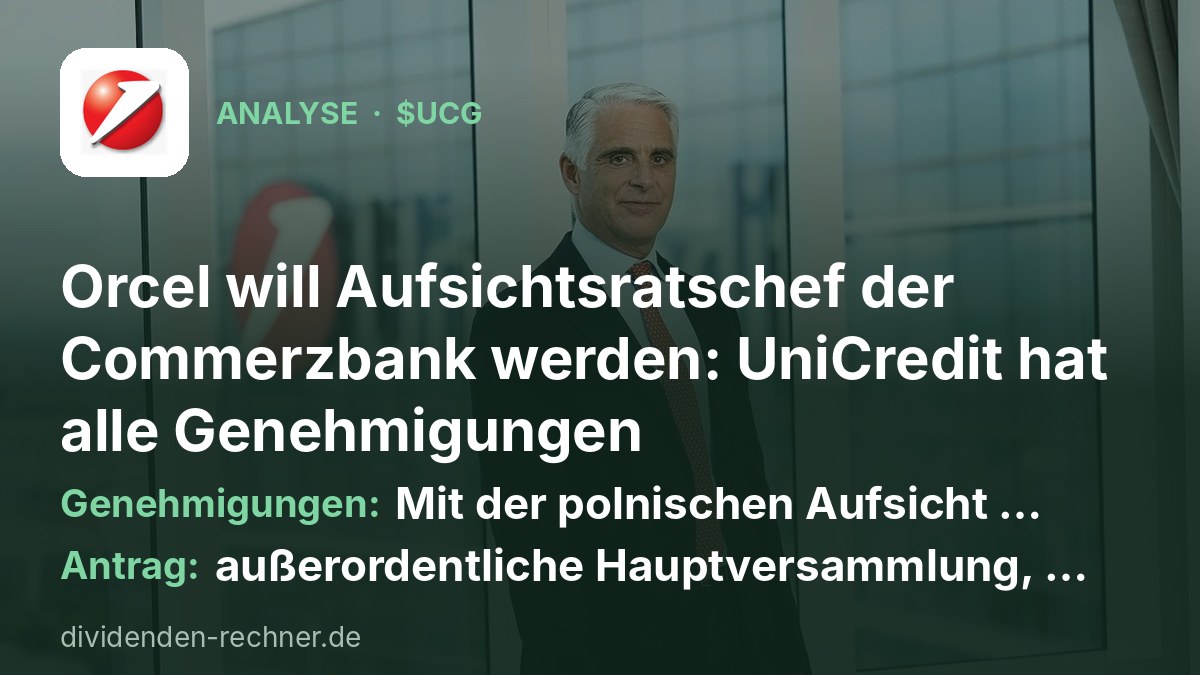 ANALYSE · $UCG
Orcel will Aufsichtsratschef der
Commerzbank werden: UniCredit hat
alle Genehmigungen
Genehmigungen: Mit der polnischen Aufsicht ...
Antrag: außerordentliche Hauptversammlung, ...
dividenden-rechner.de